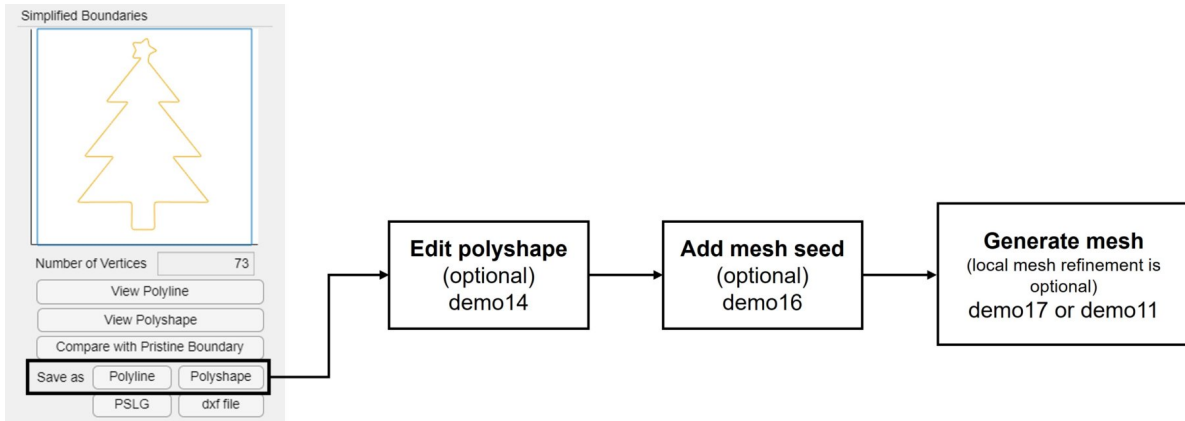 Simplified Boundaries
Number of Vertices 73
View Polyline
View Polyshape
Compare with Pristine Boundary
Save as Polyline Polyshape
PSLG dxf file
Edit polyshape
(optional)
demo14
Add mesh seed
(optional)
demo16
Generate mesh
(local mesh refinement is
optional)
demo17 or demo11